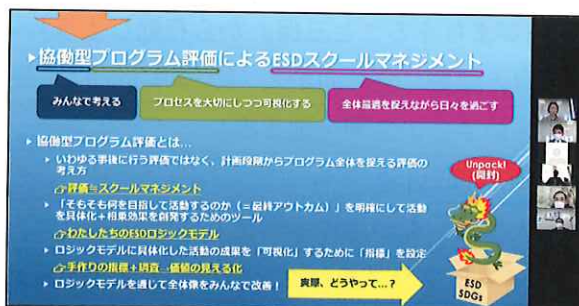 ▶協働型プログラム評価によるESDスクールマネジメント
みんなで考える
プロセスを大切にしつつ可視化する
全体最適を捉えながら日々を過ごす
▶ 協働型プログラム評価とは…
▶ いわゆる事後に行う評価ではなく、計画段階からプログラム全体を捉える評価の
考え方
☞評価≒スクールマネジメント
▶ 「そもそも何を目指して活動するのか（=最終アウトカム）」を明確にして活動
を具体化+相乗効果を創発するためのツール
☞わたしたちのESDロジックモデル
▶ ロジックモデルに具体化した活動の成果を「可視化」するために「指標」を設定
☞手作りの指標+調査→価値の見える化
▶ ロジックモデルを通じて全体像をみんなで改善！
実際、どうやって…？
Unpack!
(開封)
ESD
SDGs